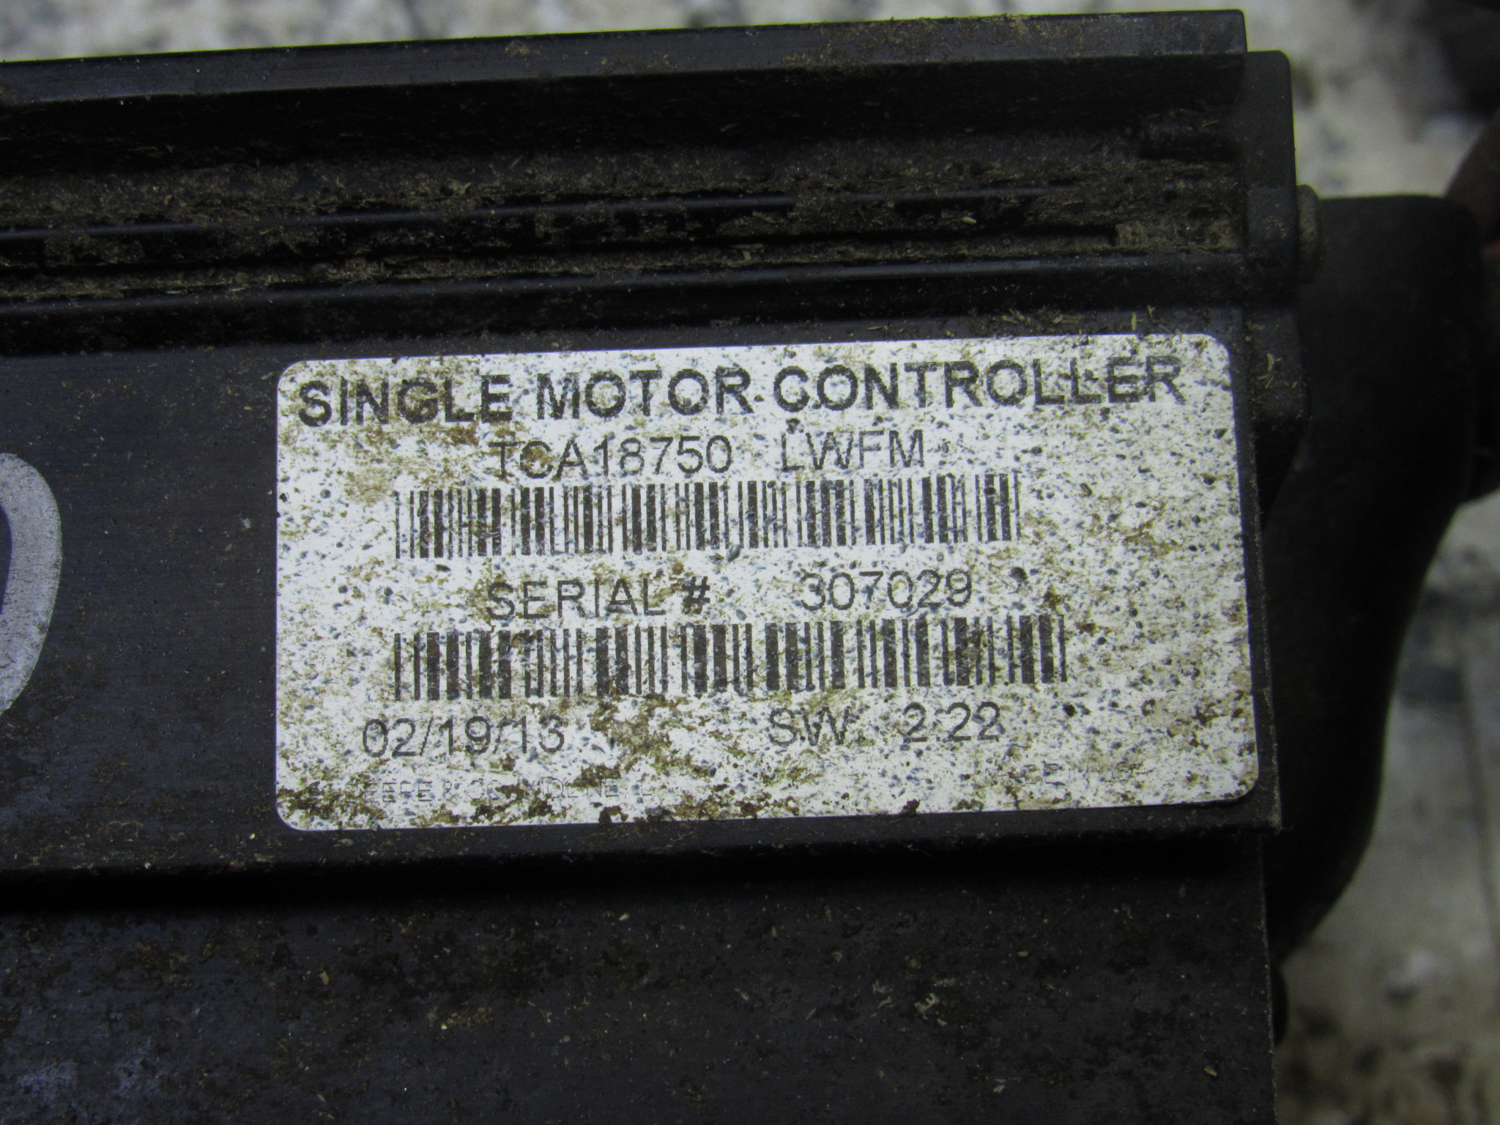 SINGLE MOTOR CONTROLLER
TCA18750 LWFM
SERIAL # 307029
02/19/13 SW: 2.22